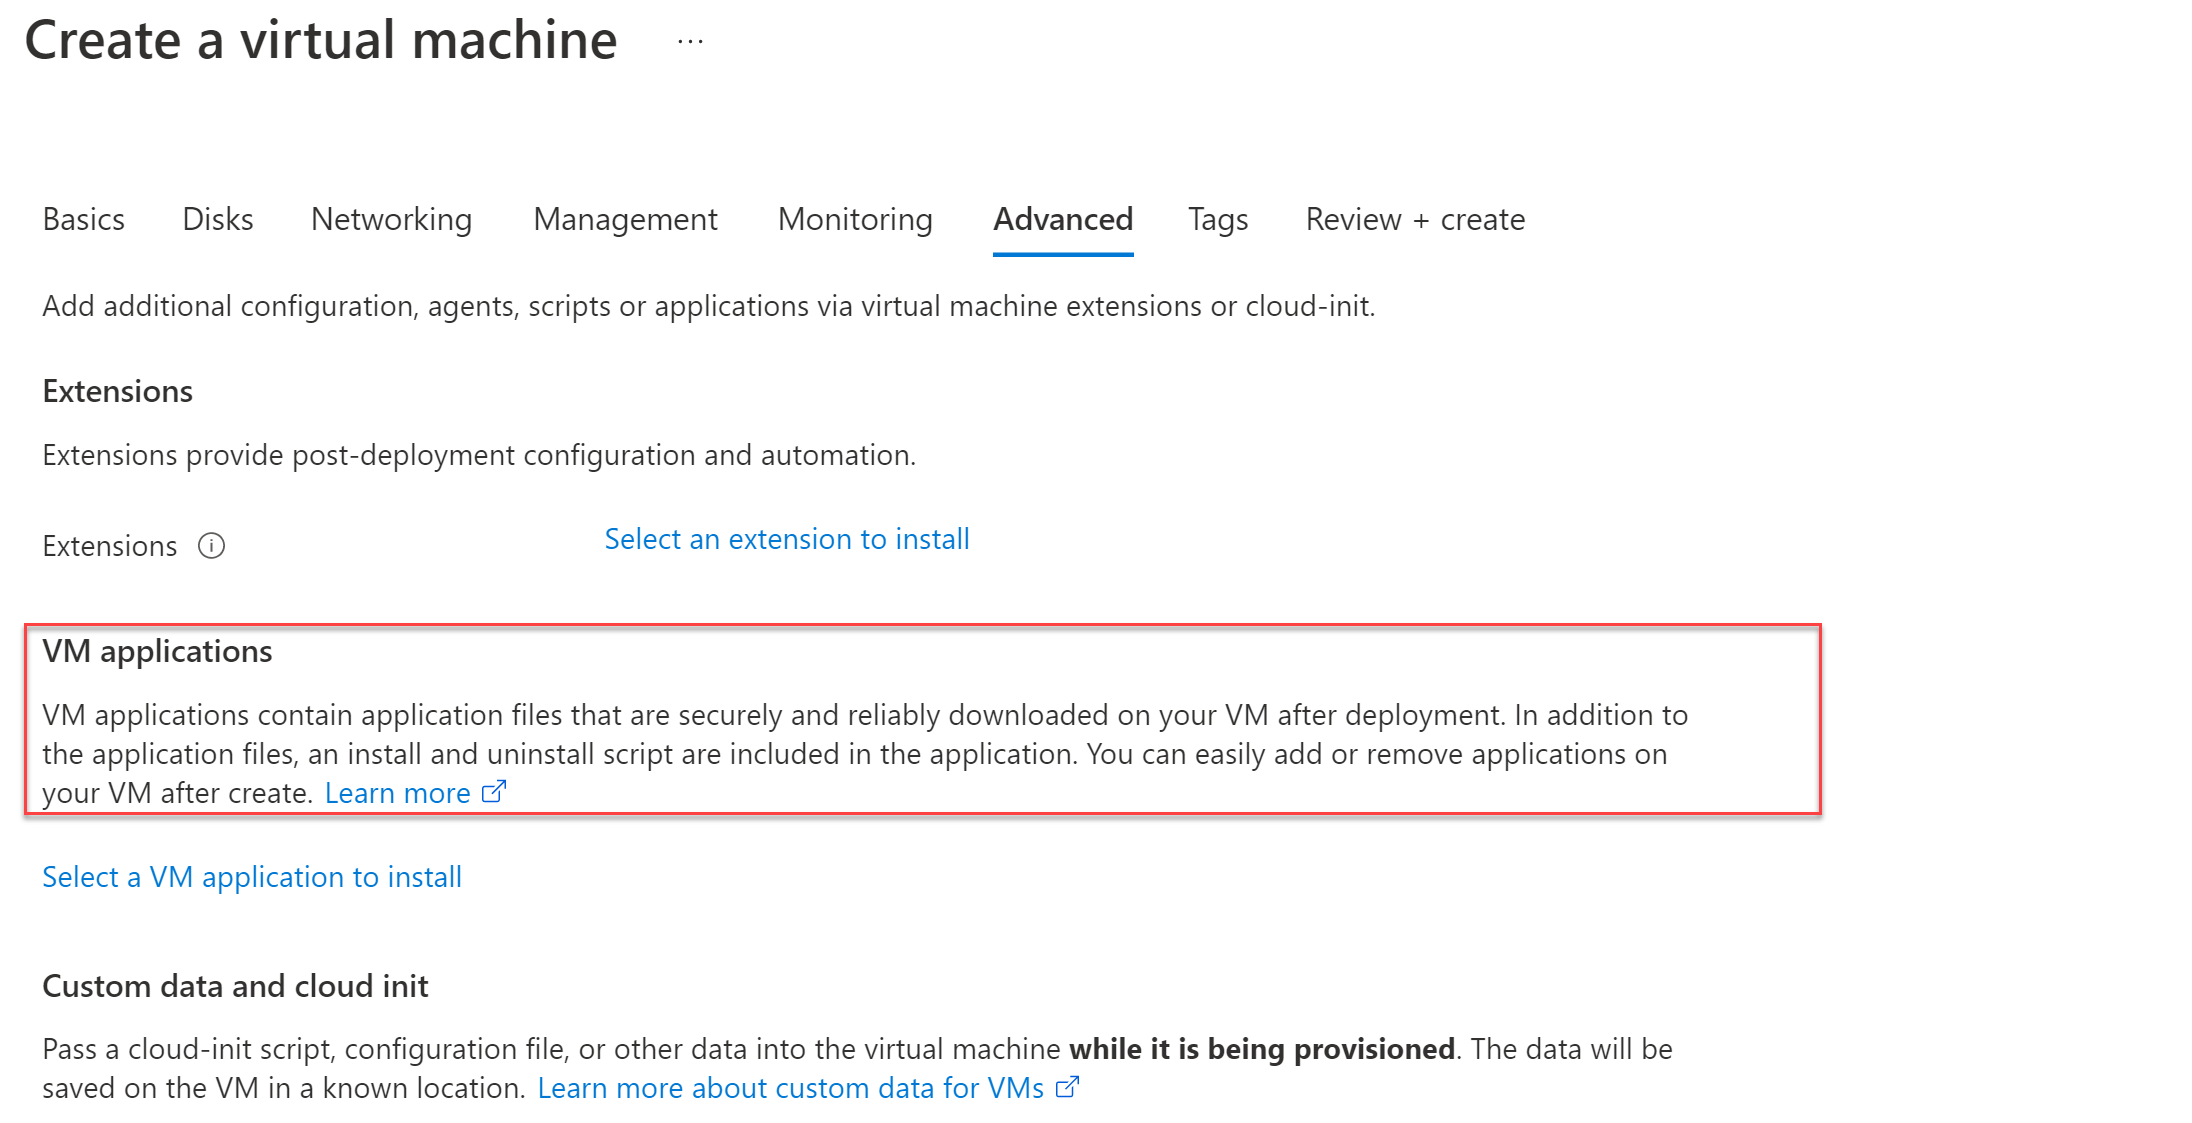 Create a virtual machine ...
Basics Disks Networking Management Monitoring Advanced Tags Review + create
Add additional configuration, agents, scripts or applications via virtual machine extensions or cloud-init.
Extensions
Extensions provide post-deployment configuration and automation.
Extensions Select an extension to install
VM applications
VM applications contain application files that are securely and reliably downloaded on your VM after deployment. In addition to
the application files, an install and uninstall script are included in the application. You can easily add or remove applications on
your VM after create. Learn more
Select a VM application to install
Custom data and cloud init
Pass a cloud-init script, configuration file, or other data into the virtual machine while it is being provisioned. The data will be
saved on the VM in a known location. Learn more about custom data for VMs